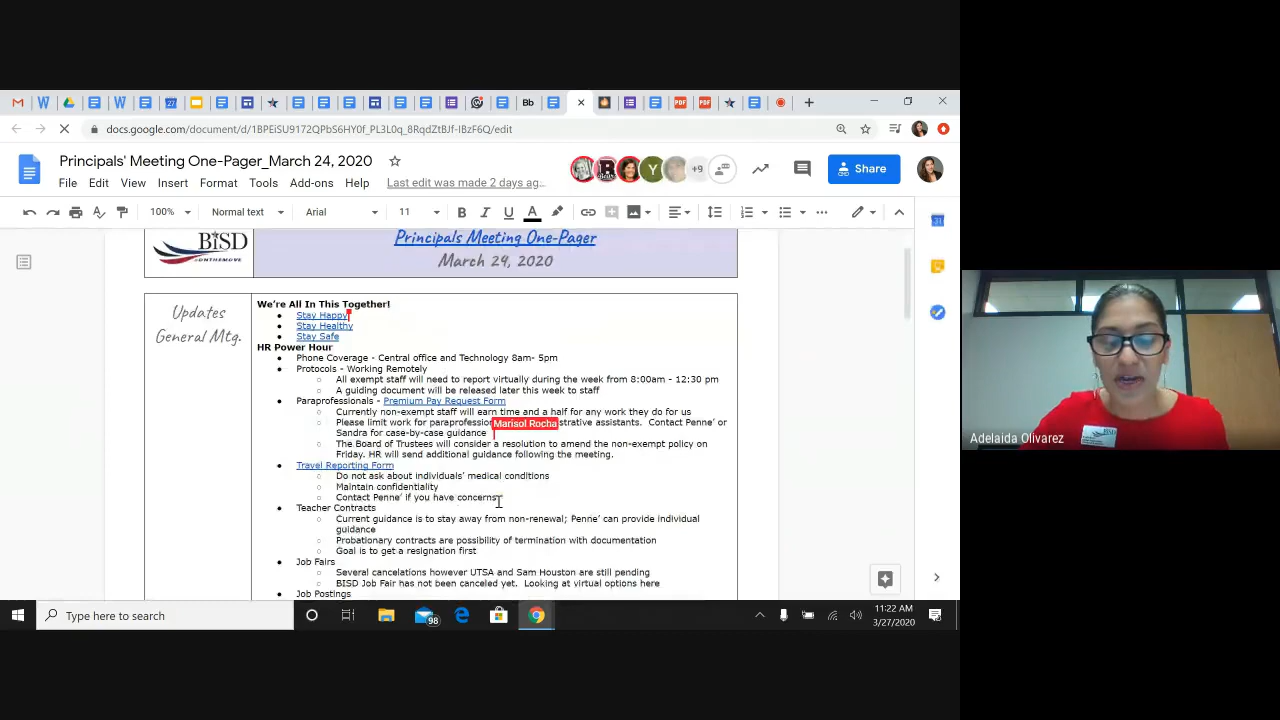 docs.google.com/document/d/1BPEiSU9172QPbS6HY0f_PL3L0q_8RqdZtBJf-IBzF6Q/edit
Principals' Meeting One-Pager_March 24, 2020
+9
Share
File Edit View Insert Format Tools Add-ons Help Last edit was made 2 days ag...
100% Normal text Arial 11 B I U A
BISD
#ONTHEMOVE
Principals Meeting One-Pager
March 24, 2020
Updates
General Mtg.
We're All In This Together!
Stay Happy
Stay Healthy
Stay Safe
HR Power Hour
Phone Coverage - Central office and Technology 8am- 5pm
Protocols - Working Remotely
All exempt staff will need to report virtually during the week from 8:00am - 12:30 pm
A guiding document will be released later this week to staff
Paraprofessionals - Premium Pay Request Form
Currently non-exempt staff will earn time and a half for any work they do for us
Please limit work for paraprofession Marisol Rocha strative assistants. Contact Penne' or
Sandra for case-by-case guidance
The Board of Trustees will consider a resolution to amend the non-exempt policy on
Friday. HR will send additional guidance following the meeting.
Travel Reporting Form
Do not ask about individuals' medical conditions
Maintain confidentiality
Contact Penne' if you have concerns
Teacher Contracts
Current guidance is to stay away from non-renewal; Penne' can provide individual
guidance
Probationary contracts are possibility of termination with documentation
Goal is to get a resignation first
Job Fairs
Several cancelations however UTSA and Sam Houston are still pending
BISD Job Fair has not been canceled yet. Looking at virtual options here
Job Postings
Type here to search
98
11:22 AM
3/27/2020
Adelaida Olivarez